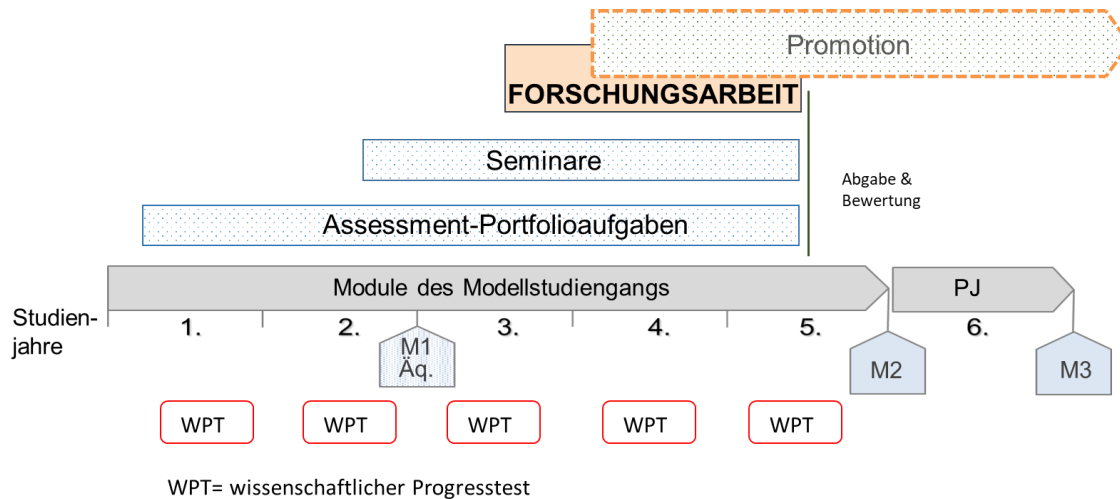 Promotion
FORSCHUNGSARBEIT
Seminare
Abgabe &
Bewertung
Assessment-Portfolioaufgaben
Module des Modellstudiengangs
PJ
Studien-
jahre
1.
2.
3.
4.
5.
6.
M1
Äq.
M2
M3
WPT
WPT
WPT
WPT
WPT
WPT= wissenschaftlicher Progresstest